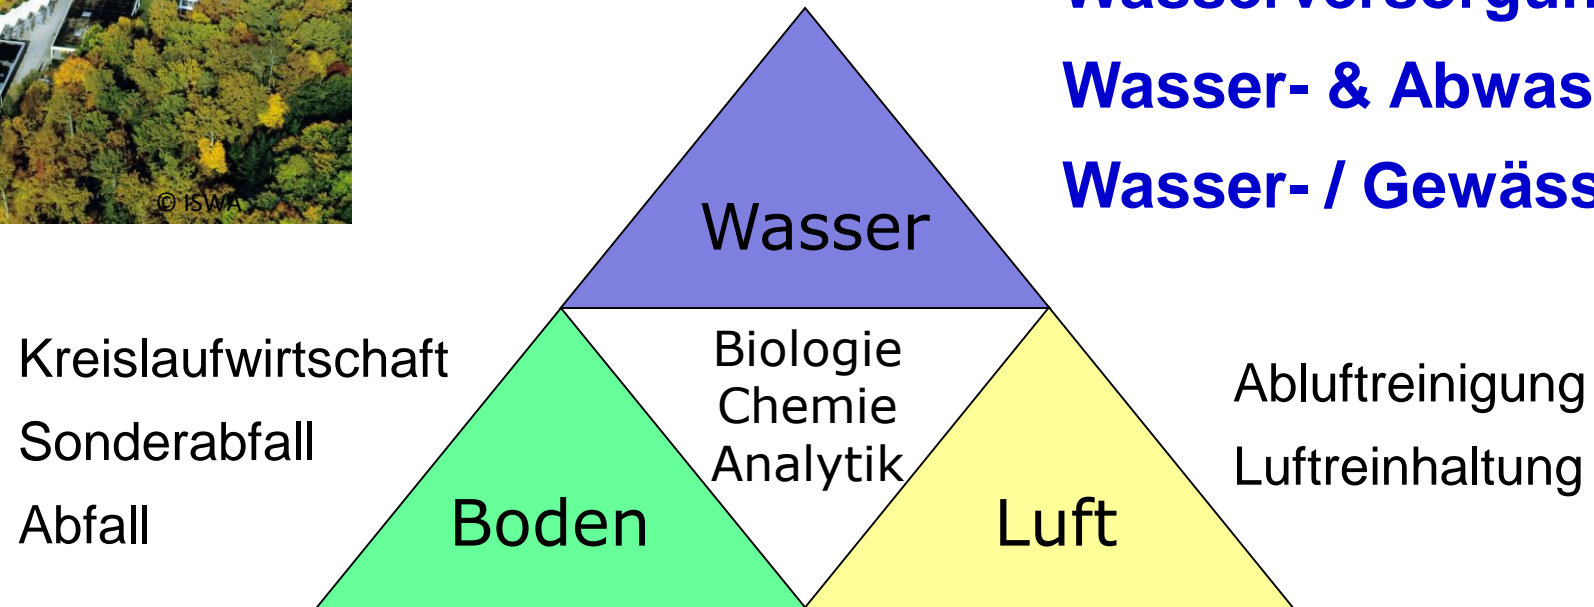 Wasser- & Abwas
Wasser- / Gewäss
© iSWA
Wasser
Kreislaufwirtschaft
Sonderabfall
Abfall
Biologie
Chemie
Analytik
Boden
Luft
Abluftreinigung
Luftreinhaltung